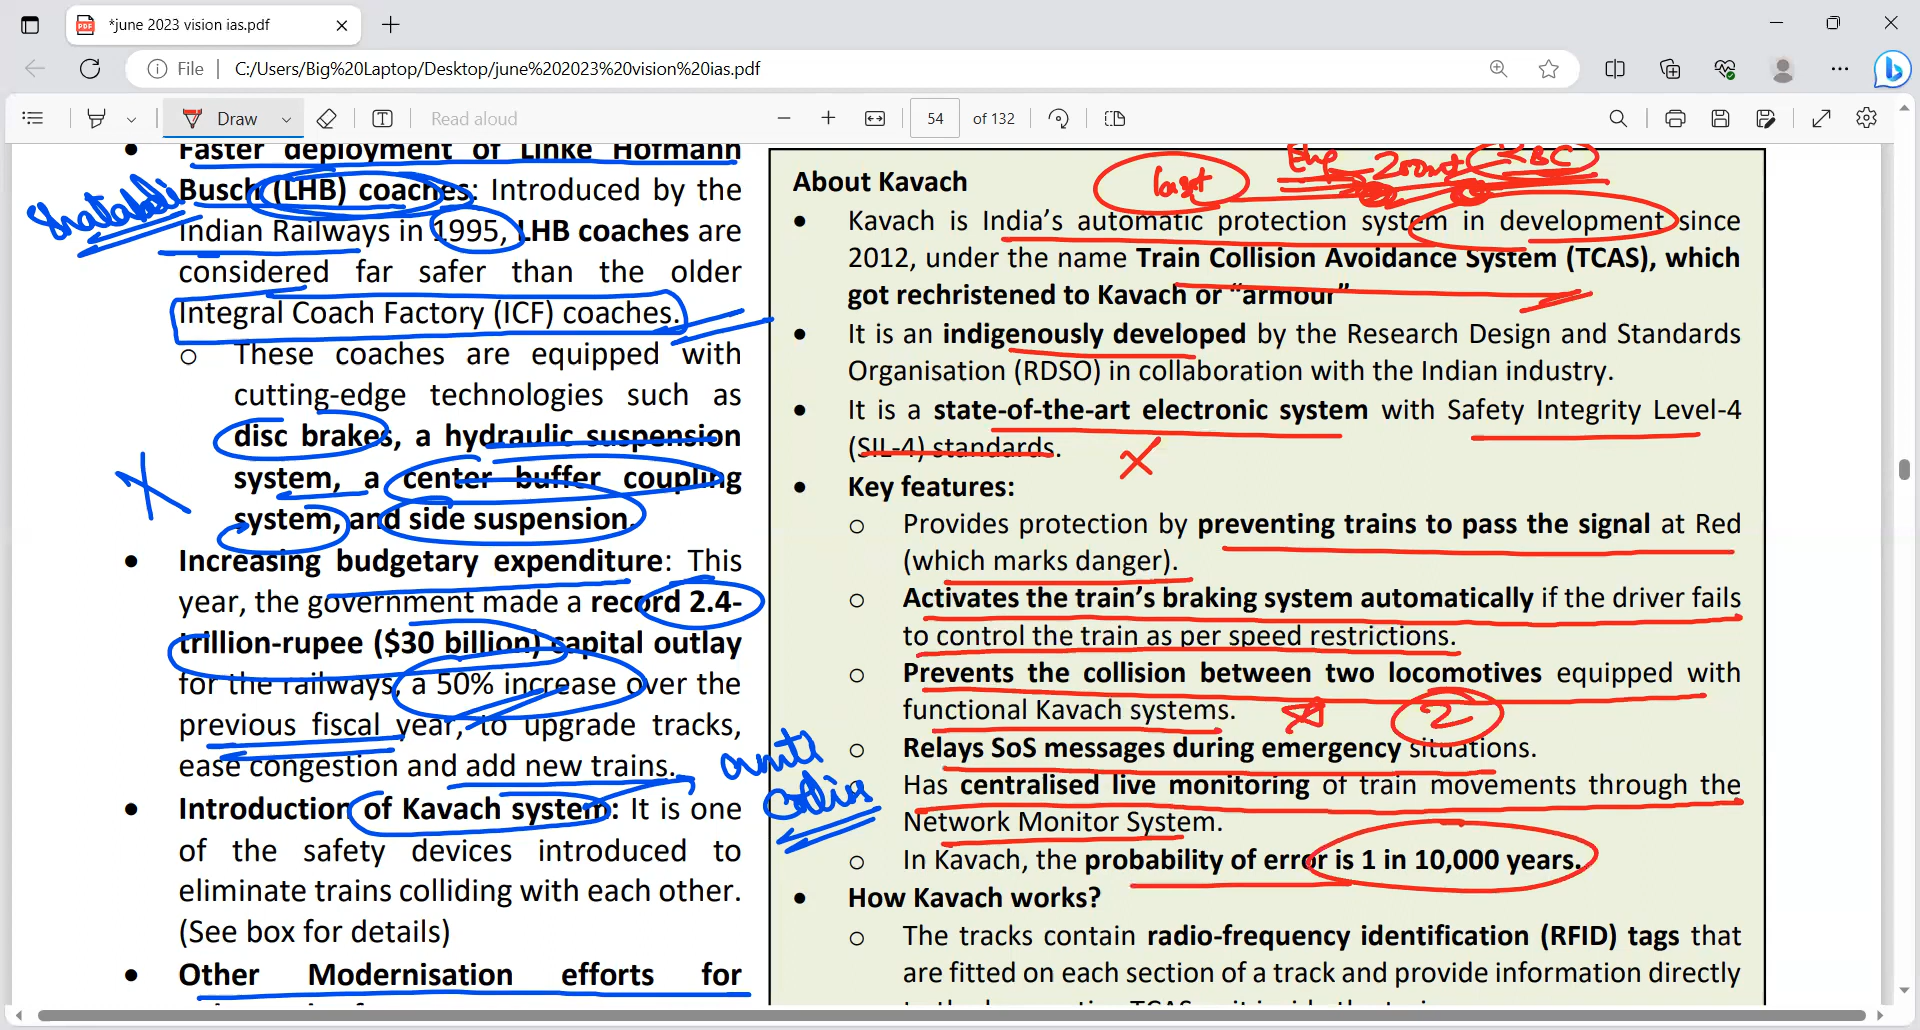 *june 2023 vision ias.pdf
File
C:/Users/Big%20Laptop/Desktop/june%202023%20vision%20ias.pdf
Draw
Read aloud
54 of 132
Faster deployment of Linke Hofmann
Busch (LHB) coaches: Introduced by the
Indian Railways in 1995, LHB coaches are
considered far safer than the older
Integral Coach Factory (ICF) coaches.
o These coaches are equipped with
cutting-edge technologies such as
disc brakes, a hydraulic suspension
system, a center buffer coupling
system, and side suspension.
• Increasing budgetary expenditure: This
year, the government made a record 2.4-
trillion-rupee ($30 billion) capital outlay
for the railways, a 50% increase over the
previous fiscal year, to upgrade tracks,
ease congestion and add new trains.
• Introduction of Kavach system: It is one
of the safety devices introduced to
eliminate trains colliding with each other.
(See box for details)
• Other Modernisation efforts for
About Kavach
• Kavach is India's automatic protection system in development since
2012, under the name Train Collision Avoidance System (TCAS), which
got rechristened to Kavach or "armour"
• It is an indigenously developed by the Research Design and Standards
Organisation (RDSO) in collaboration with the Indian industry.
• It is a state-of-the-art electronic system with Safety Integrity Level-4
(SIL-4) standards.
• Key features:
o Provides protection by preventing trains to pass the signal at Red
(which marks danger).
o Activates the train's braking system automatically if the driver fails
to control the train as per speed restrictions.
o Prevents the collision between two locomotives equipped with
functional Kavach systems.
2
o Relays SoS messages during emergency situations.
o Has centralised live monitoring of train movements through the
Network Monitor System.
o In Kavach, the probability of error is 1 in 10,000 years.
• How Kavach works?
o The tracks contain radio-frequency identification (RFID) tags that
are fitted on each section of a track and provide information directly